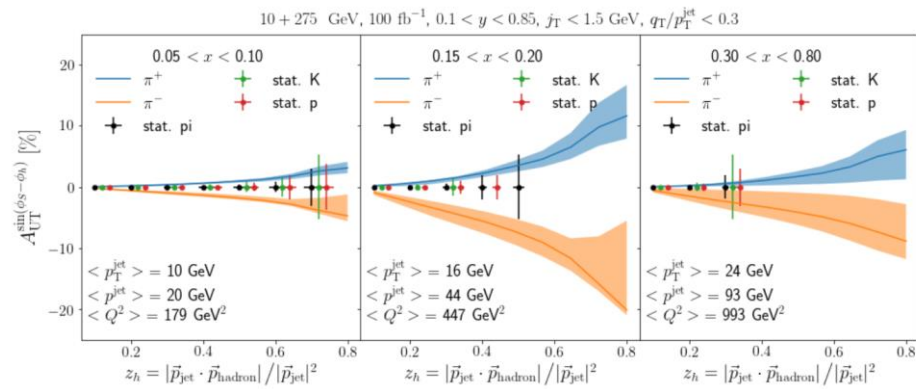 10 + 275 GeV, 100 fb⁻¹, 0.1 < y < 0.85, j_T < 1.5 GeV, q_T/p_T^jet < 0.3
A_UT^sin(φ_S−φ_h) [%]
20
10
0
−10
−20
0.05 < x < 0.10
π⁺
π⁻
stat. pi
stat. K
stat. p
< p_T^jet > = 10 GeV
< p^jet > = 20 GeV
< Q² > = 179 GeV²
0.2 0.4 0.6 0.8
z_h = |p⃗_jet · p⃗_hadron|/|p⃗_jet|²
0.15 < x < 0.20
π⁺
π⁻
stat. pi
stat. K
stat. p
< p_T^jet > = 16 GeV
< p^jet > = 44 GeV
< Q² > = 447 GeV²
0.2 0.4 0.6 0.8
z_h = |p⃗_jet · p⃗_hadron|/|p⃗_jet|²
0.30 < x < 0.80
π⁺
π⁻
stat. pi
stat. K
stat. p
< p_T^jet > = 24 GeV
< p^jet > = 93 GeV
< Q² > = 993 GeV²
0.2 0.4 0.6 0.8
z_h = |p⃗_jet · p⃗_hadron|/|p⃗_jet|²